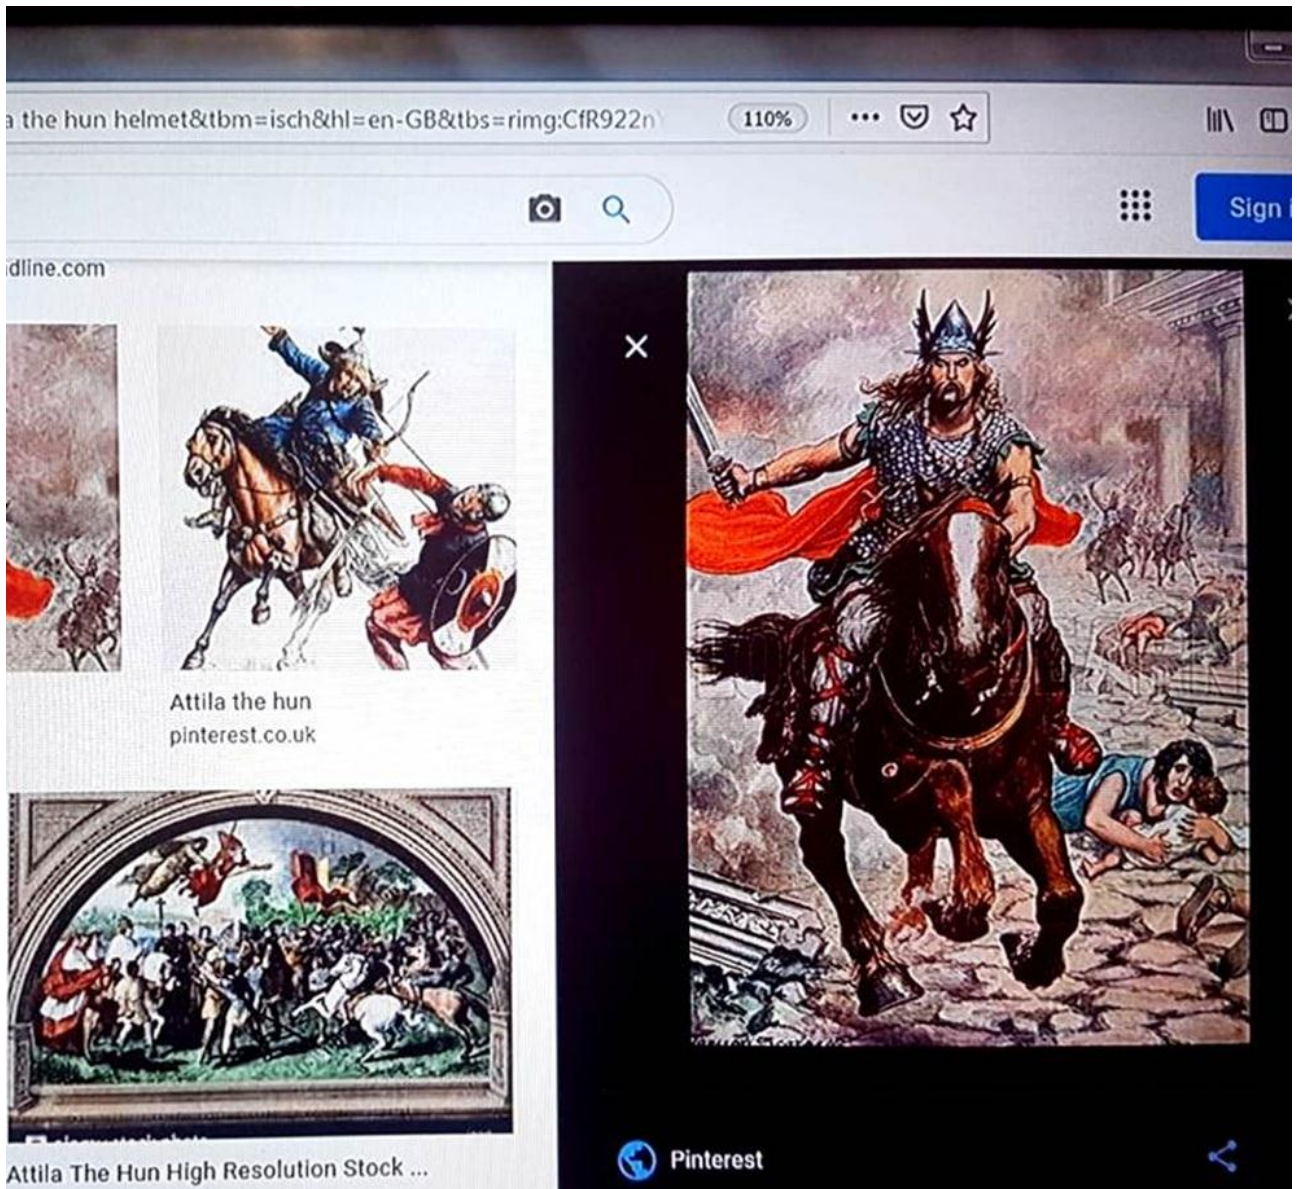 a the hun helmet&tbm=isch&hl=en-GB&tbs=rimg:CfR922n
110%
Sign i
dline.com
Attila the hun
pinterest.co.uk
Attila The Hun High Resolution Stock ...
Pinterest